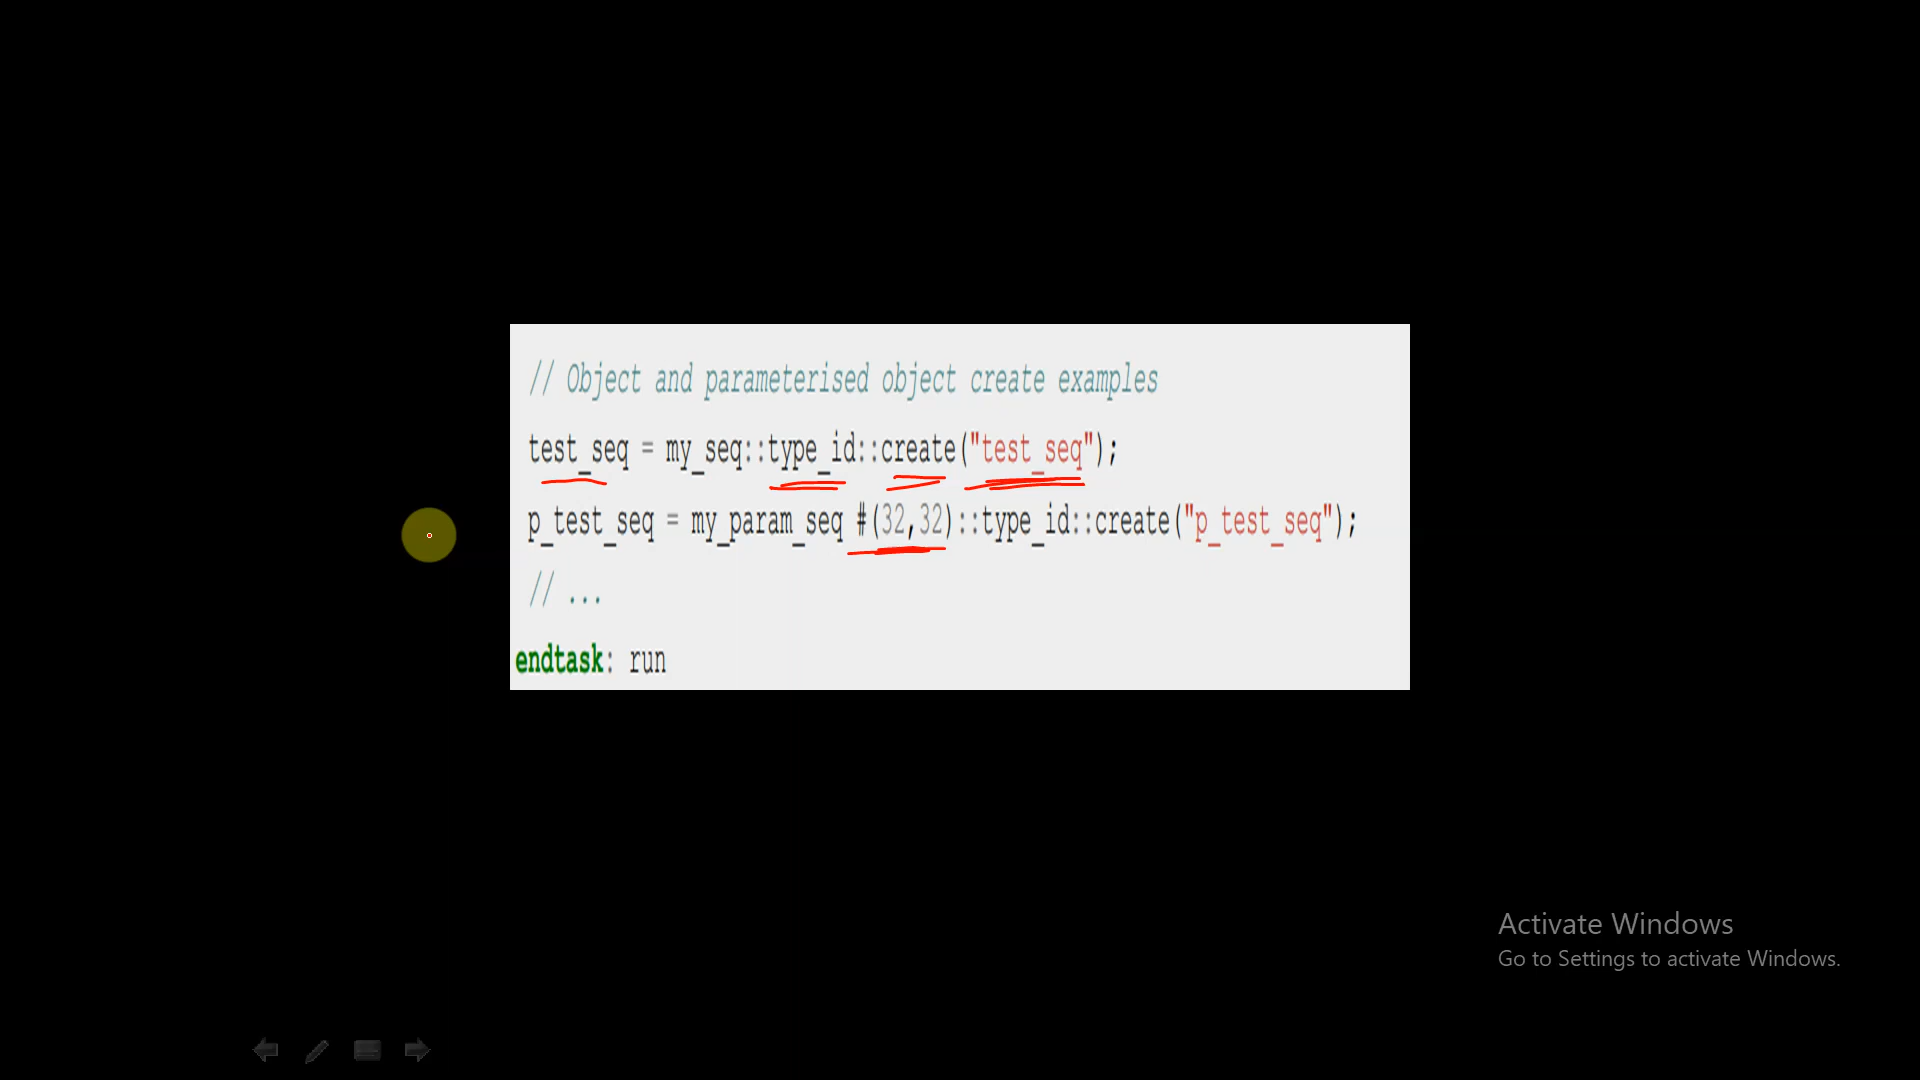 // Object and parameterised object create examples
test_seq = my_seq::type_id::create("test_seq");
p_test_seq = my_param_seq #(32,32)::type_id::create("p_test_seq");
// ...
endtask: run
Activate Windows
Go to Settings to activate Windows.